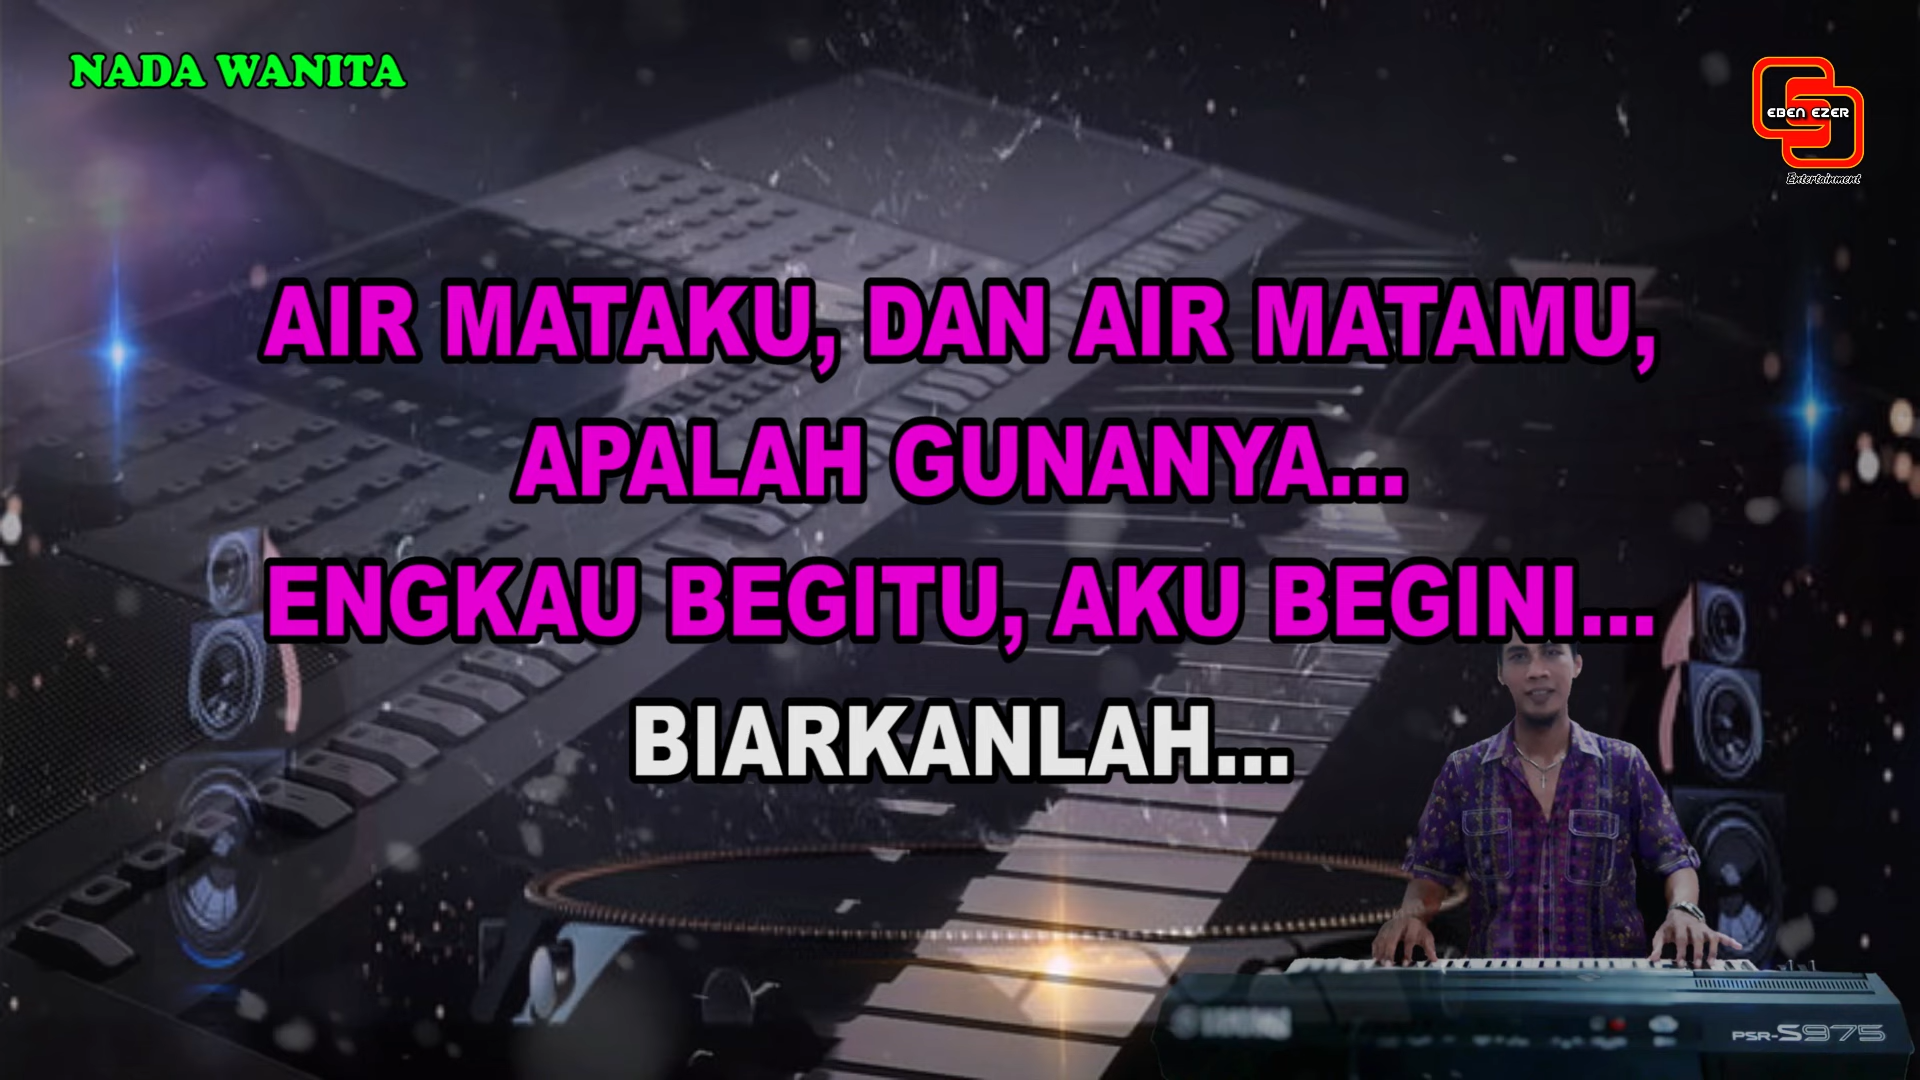 NADA WANITA
EBEN EZER
Entertainment
AIR MATAKU, DAN AIR MATAMU,
APALAH GUNANYA...
ENGKAU BEGITU, AKU BEGINI...
BIARKANLAH...
PSR-S975